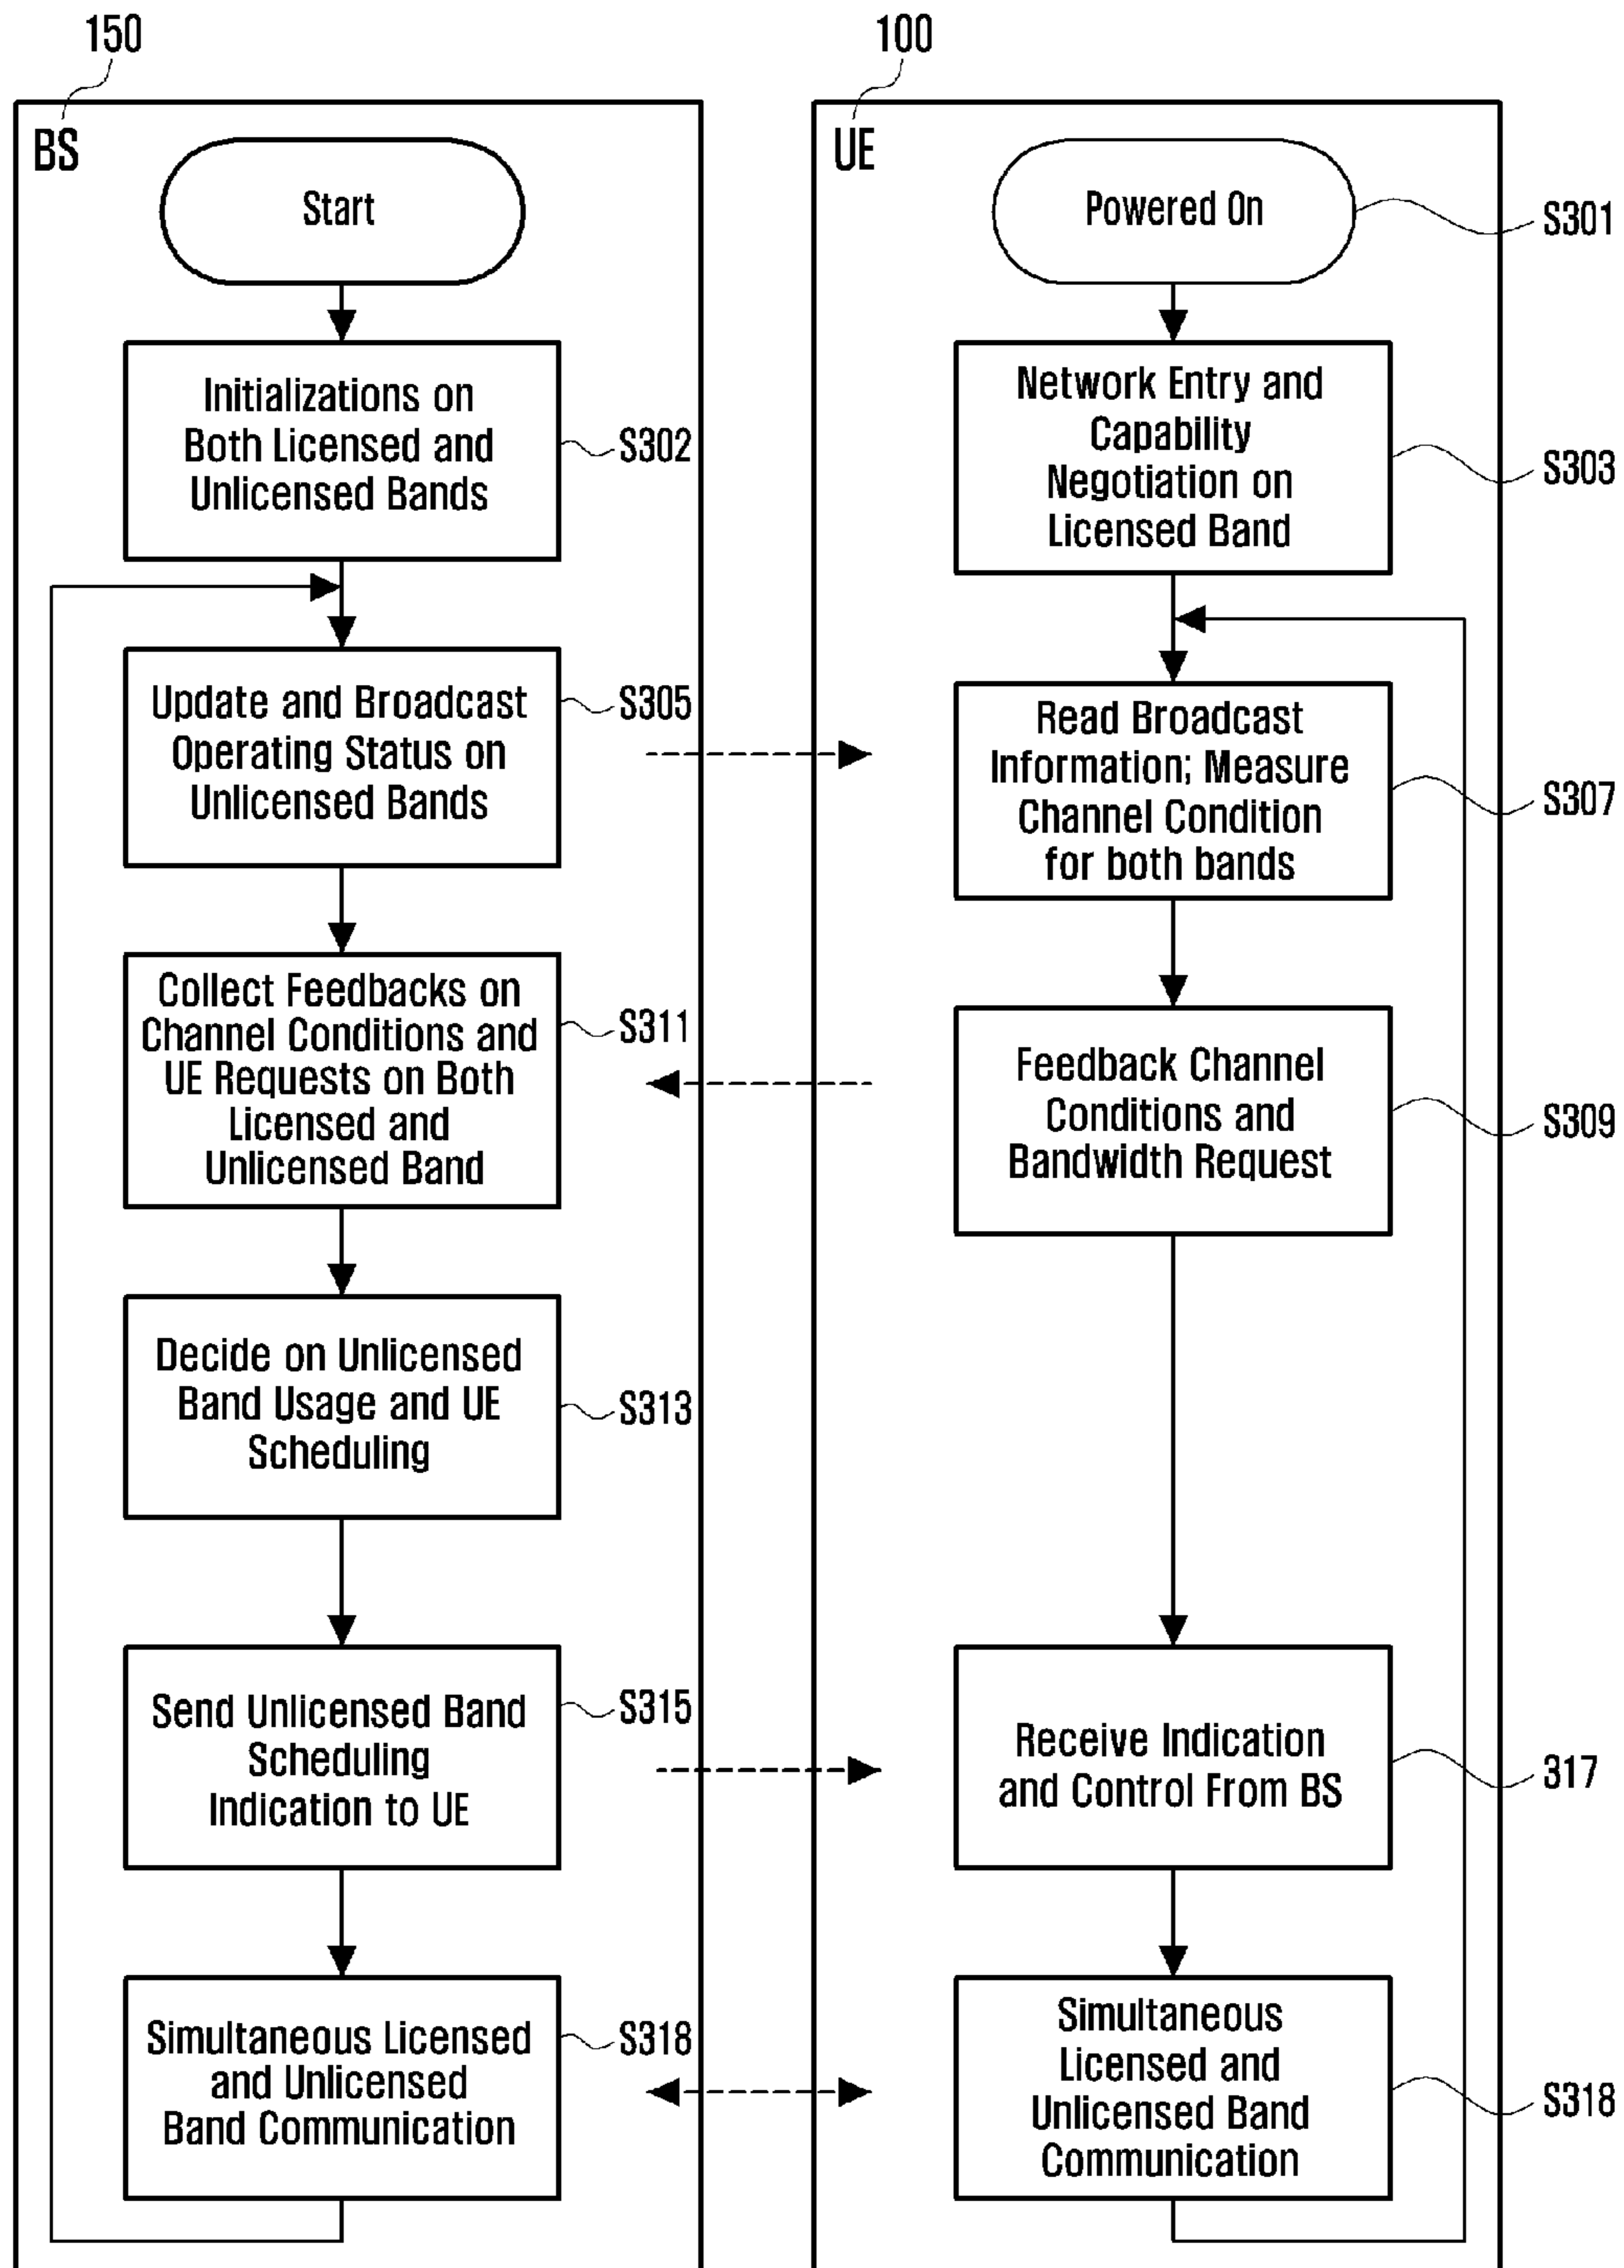 150
BS
Start
Initializations on
Both Licensed and
Unlicensed Bands
S302
Update and Broadcast
Operating Status on
Unlicensed Bands
S305
Collect Feedbacks on
Channel Conditions and
UE Requests on Both
Licensed and
Unlicensed Band
S311
Decide on Unlicensed
Band Usage and UE
Scheduling
S313
Send Unlicensed Band
Scheduling
Indication to UE
S315
Simultaneous Licensed
and Unlicensed
Band Communication
S318
100
UE
Powered On
S301
Network Entry and
Capability
Negotiation on
Licensed Band
S303
Read Broadcast
Information; Measure
Channel Condition
for both bands
S307
Feedback Channel
Conditions and
Bandwidth Request
S309
Receive Indication
and Control From BS
317
Simultaneous
Licensed and
Unlicensed Band
Communication
S318